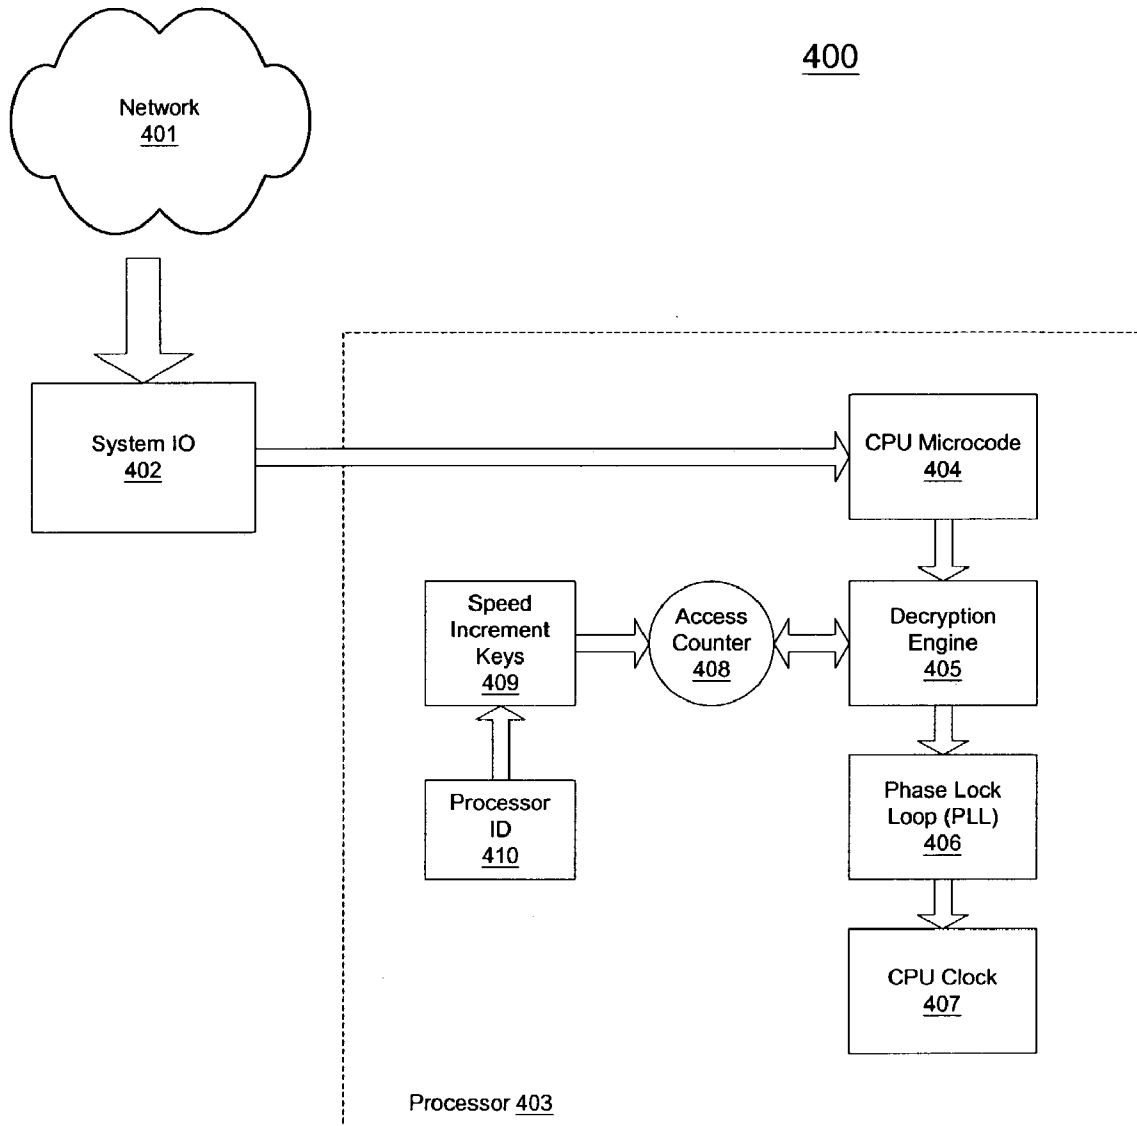 400
Network
401
System IO
402
CPU Microcode
404
Speed
Increment
Keys
409
Access
Counter
408
Decryption
Engine
405
Processor
ID
410
Phase Lock
Loop (PLL)
406
CPU Clock
407
Processor 403